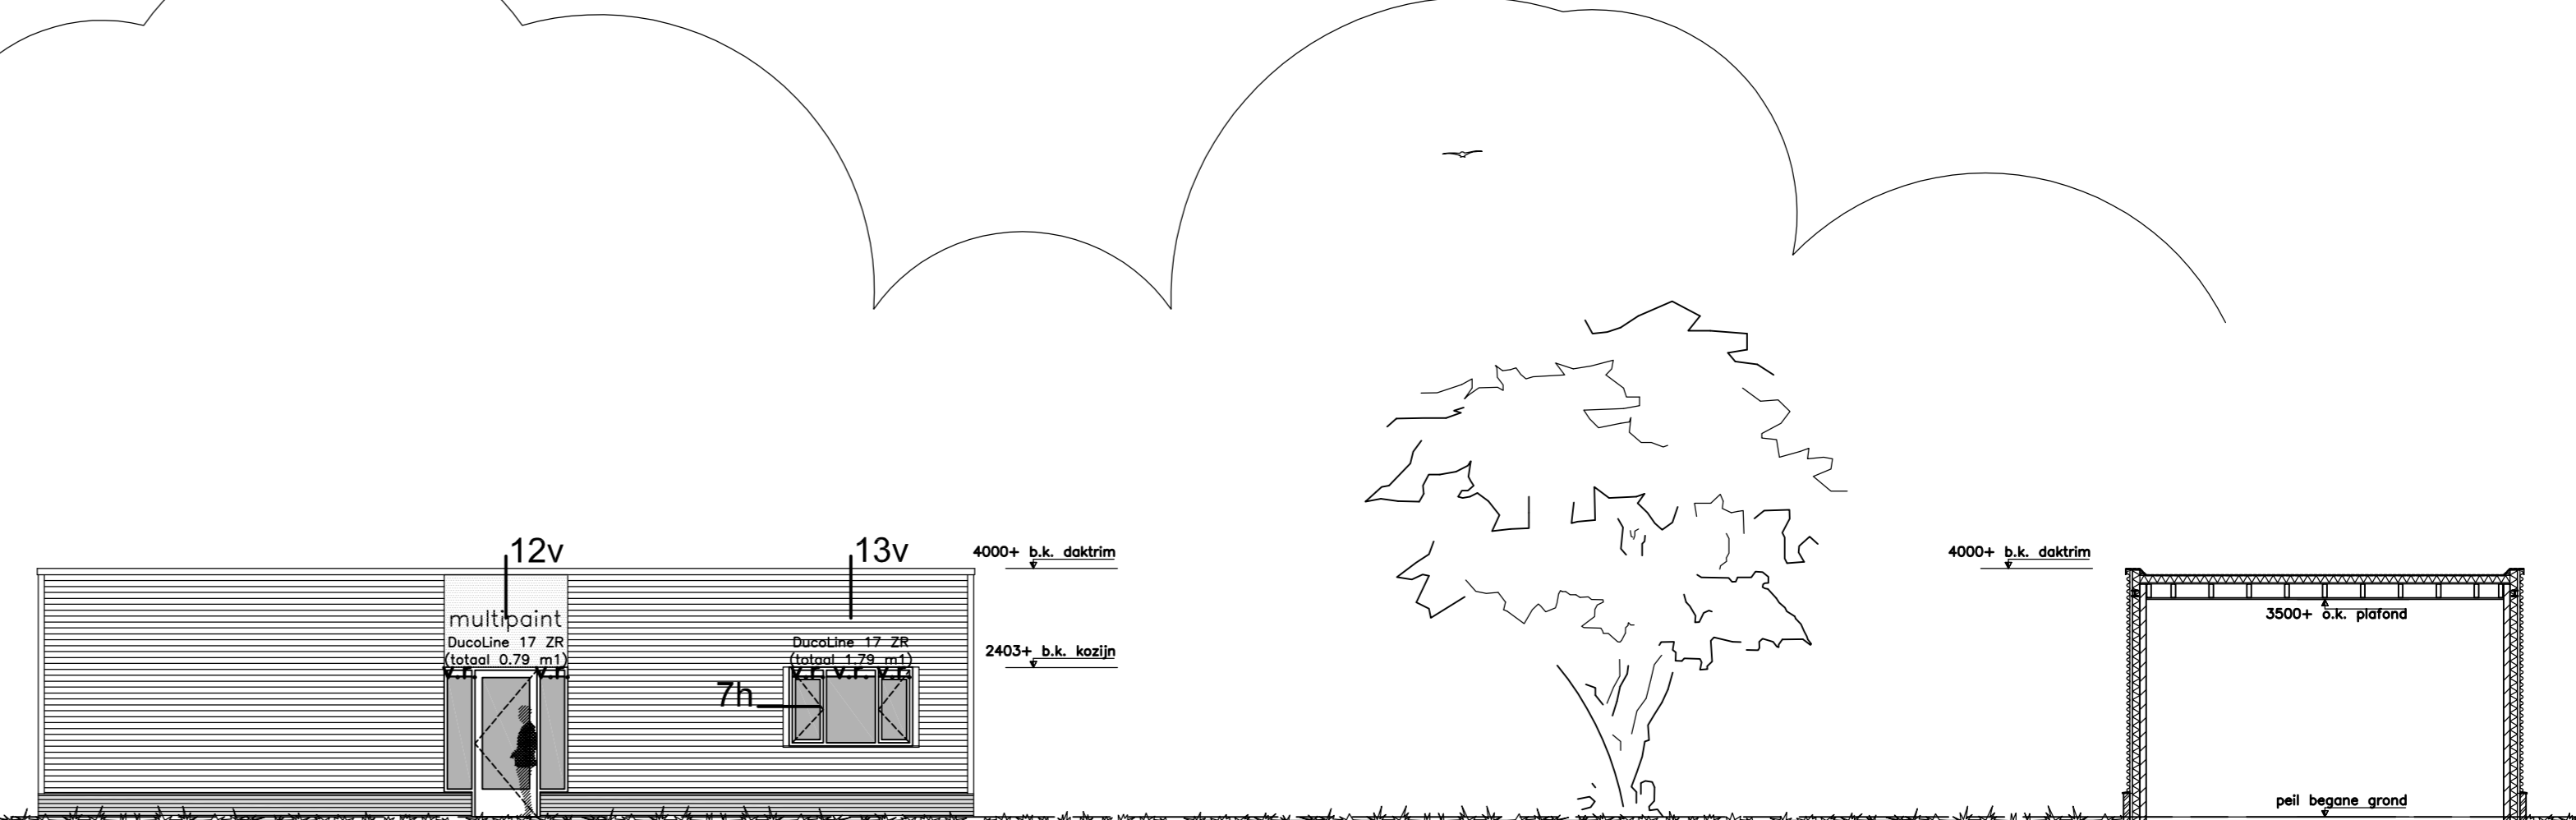 12v
13v
4000+ b.k. daktrim
4000+ b.k. daktrim
multipaint
3500+ o.k. plafond
DucoLine 17 ZR
(totaal 0.79 m1)
DucoLine 17 ZR
(totaal 1.79 m1)
2403+ b.k. kozijn
v.r. v.r.
v.r. v.r. v.r.
7h
peil begane grond